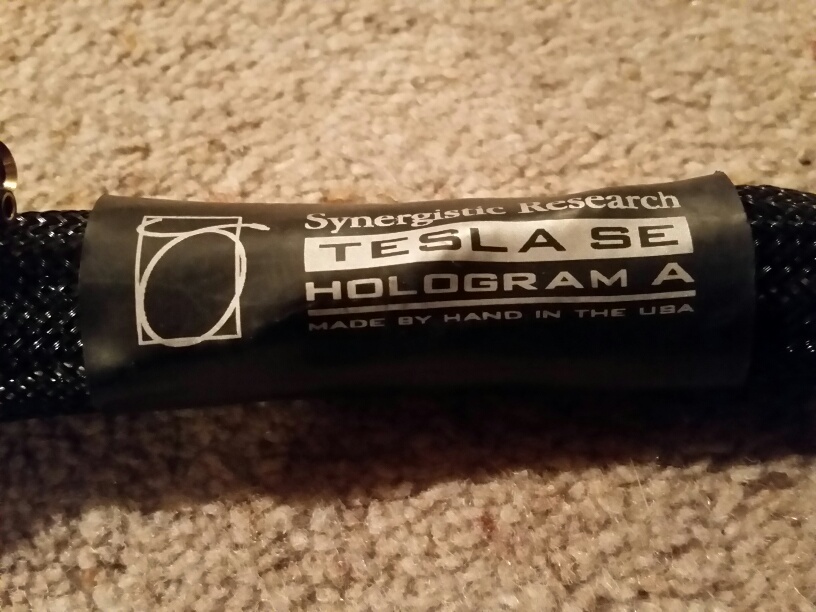 Synergistic Research
TESLA SE
HOLOGRAM A
MADE BY HAND IN THE USA